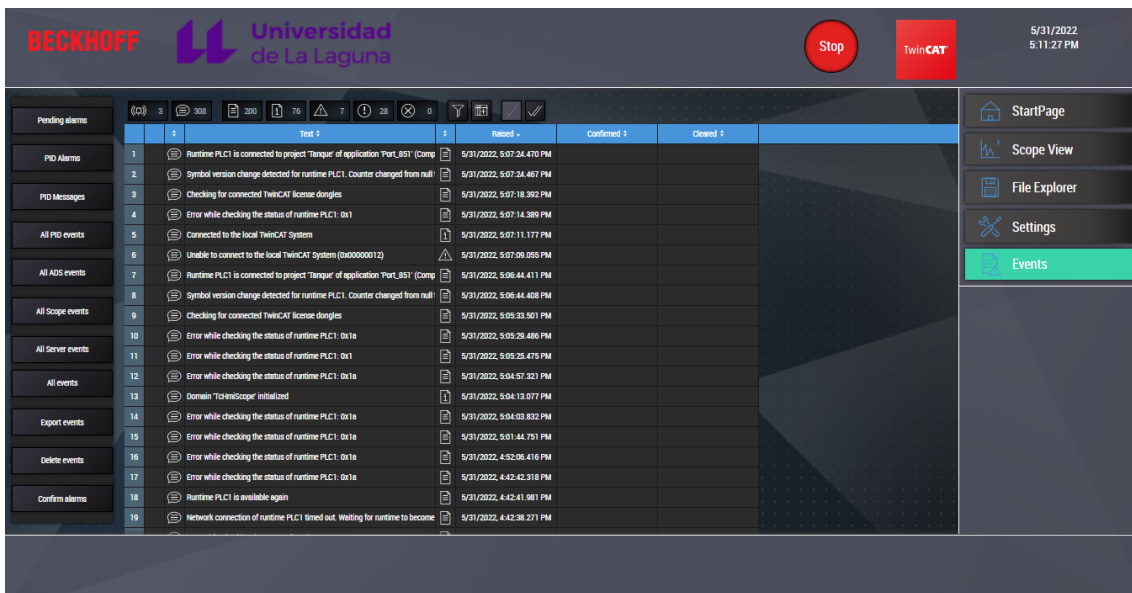 BECKHOFF
Universidad
de La Laguna
Stop
TwinCAT
5/31/2022
5:11:27 PM
Pending alarms
PID Alarms
PID Messages
All PID events
All ADS events
All Scope events
All Server events
All events
Export events
Delete events
Confirm alarms
3 308 200 76 7 28 0
Text Raised Confirmed Cleared
1 Runtime PLC1 is connected to project 'Tanque' of application 'Port_851' (Comp 5/31/2022, 5:07:24.470 PM
2 Symbol version change detected for runtime PLC1. Counter changed from null 5/31/2022, 5:07:24.467 PM
3 Checking for connected TwinCAT license dongles 5/31/2022, 5:07:18.392 PM
4 Error while checking the status of runtime PLC1: 0x1 5/31/2022, 5:07:14.389 PM
5 Connected to the local TwinCAT System 5/31/2022, 5:07:11.177 PM
6 Unable to connect to the local TwinCAT System (0x00000012) 5/31/2022, 5:07:09.055 PM
7 Runtime PLC1 is connected to project 'Tanque' of application 'Port_851' (Comp 5/31/2022, 5:06:44.411 PM
8 Symbol version change detected for runtime PLC1. Counter changed from null 5/31/2022, 5:06:44.408 PM
9 Checking for connected TwinCAT license dongles 5/31/2022, 5:05:33.501 PM
10 Error while checking the status of runtime PLC1: 0x1a 5/31/2022, 5:05:29.486 PM
11 Error while checking the status of runtime PLC1: 0x1 5/31/2022, 5:05:25.475 PM
12 Error while checking the status of runtime PLC1: 0x1a 5/31/2022, 5:04:57.321 PM
13 Domain 'TcHmiScope' initialized 5/31/2022, 5:04:13.077 PM
14 Error while checking the status of runtime PLC1: 0x1a 5/31/2022, 5:04:03.832 PM
15 Error while checking the status of runtime PLC1: 0x1a 5/31/2022, 5:01:44.751 PM
16 Error while checking the status of runtime PLC1: 0x1a 5/31/2022, 4:52:06.416 PM
17 Error while checking the status of runtime PLC1: 0x1a 5/31/2022, 4:42:42.318 PM
18 Runtime PLC1 is available again 5/31/2022, 4:42:41.981 PM
19 Network connection of runtime PLC1 timed out. Waiting for runtime to become 5/31/2022, 4:42:38.271 PM
StartPage
Scope View
File Explorer
Settings
Events